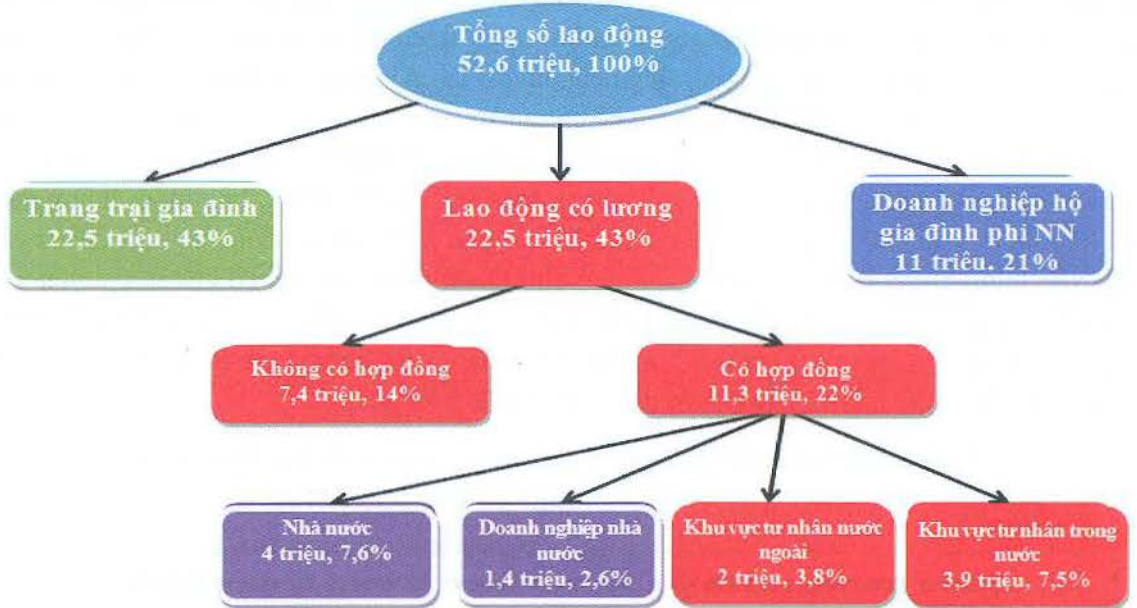 Tổng số lao động
52,6 triệu, 100%
Trang trại gia đình
22,5 triệu, 43%
Lao động có lương
22,5 triệu, 43%
Doanh nghiệp hộ
gia đình phi NN
11 triêu. 21%
Không có hợp đồng
7,4 triệu, 14%
Có hợp đồng
11,3 triệu, 22%
Nhà nước
4 triệu, 7,6%
Doanh nghiệp nhà
nước
1,4 triệu, 2,6%
Khu vực tư nhân nước
ngoài
2 triệu, 3,8%
Khu vực tư nhân trong
nước
3,9 triệu, 7,5%